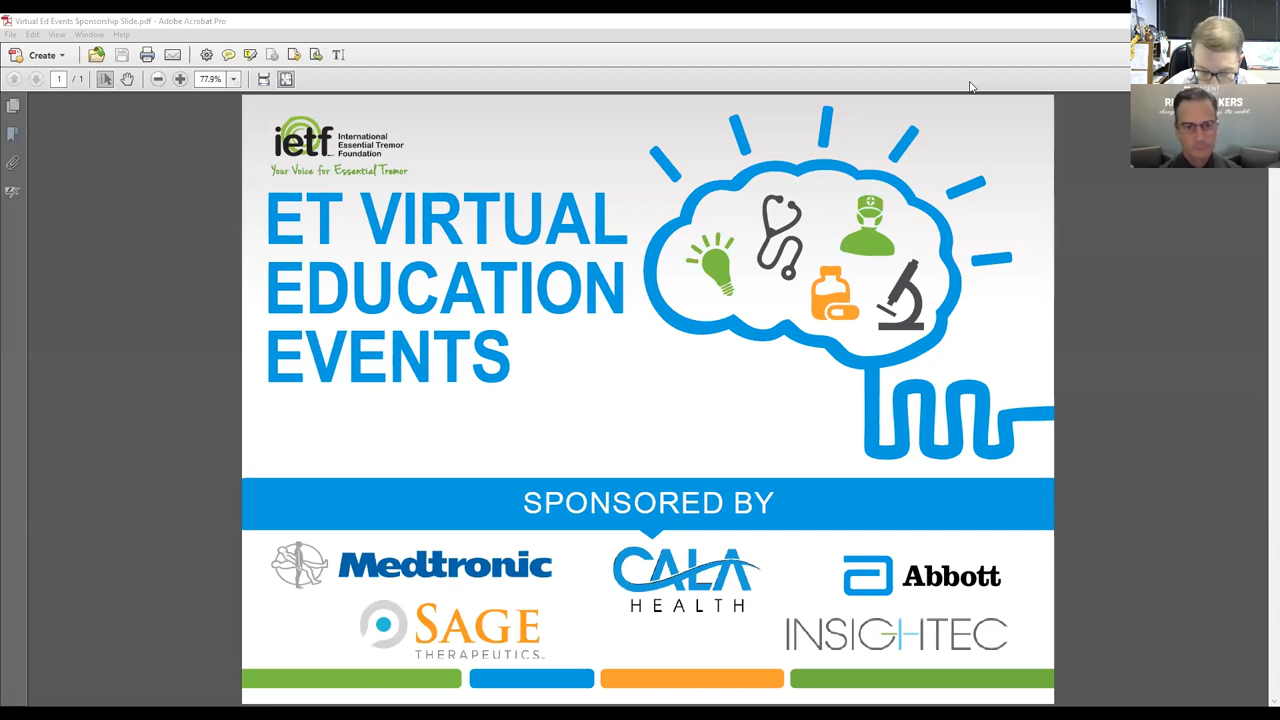 Virtual Ed Events Sponsorship Slide.pdf - Adobe Acrobat Pro
File Edit View Window Help
Create
1 / 1 77.9%
ietf International
Essential Tremor
Foundation
Your Voice for Essential Tremor
ET VIRTUAL
EDUCATION
EVENTS
SPONSORED BY
Medtronic
CALA
HEALTH
Abbott
SAGE
THERAPEUTICS
INSIGHTEC